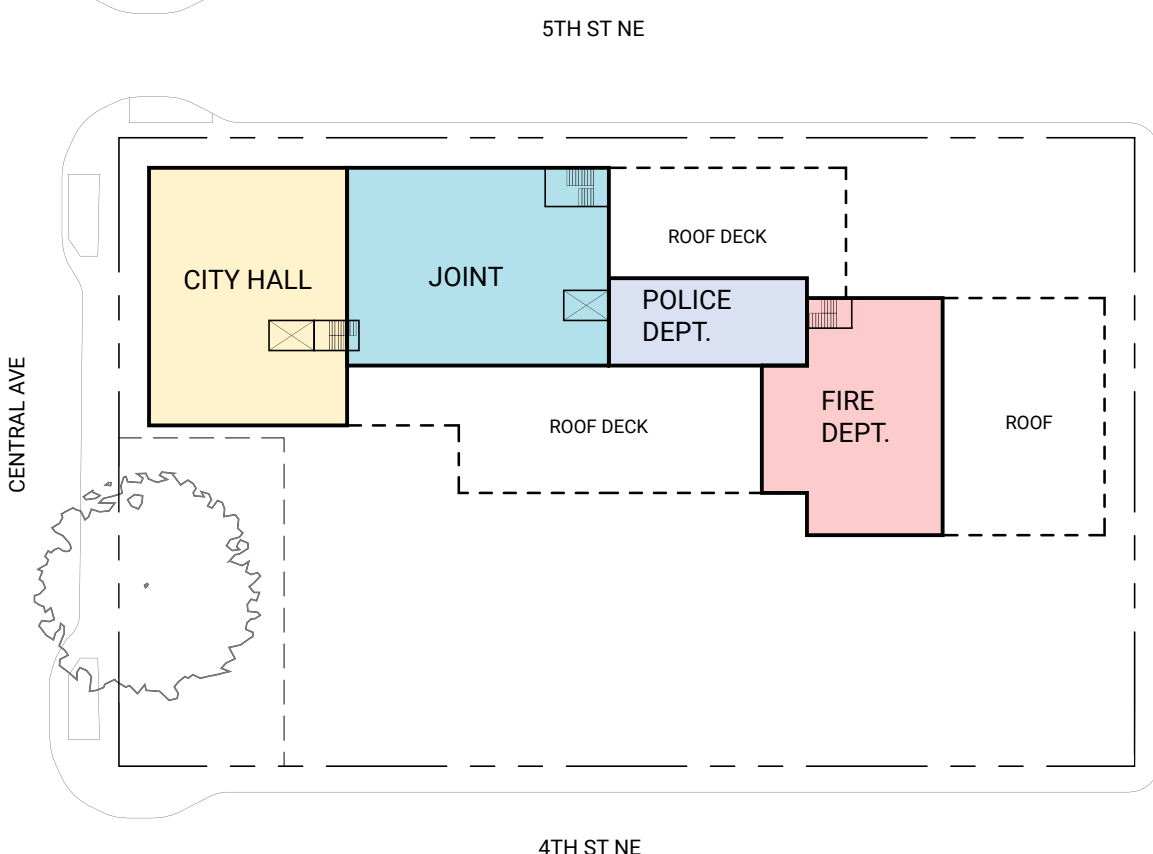 5TH ST NE
ROOF DECK
CITY HALL
JOINT
POLICE
DEPT.
CENTRAL AVE
ROOF DECK
FIRE
DEPT.
ROOF
4TH ST NE